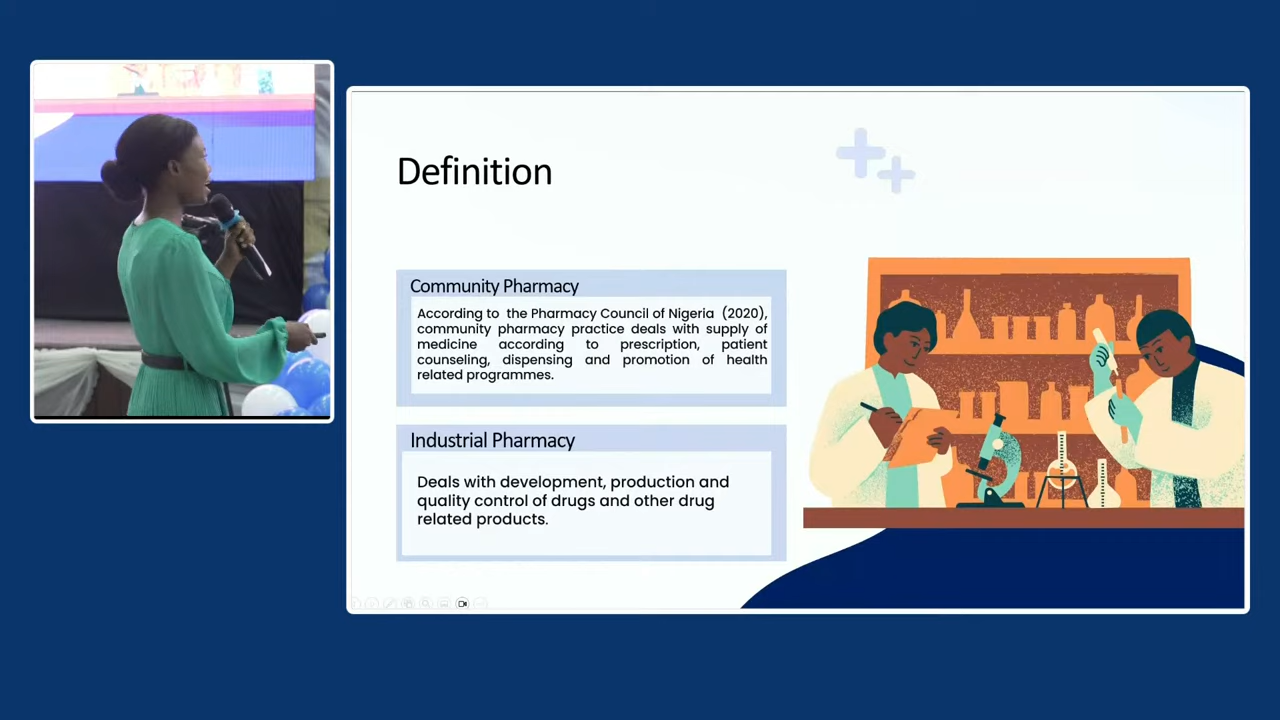 Definition
Community Pharmacy
According to the Pharmacy Council of Nigeria (2020),
community pharmacy practice deals with supply of
medicine according to prescription, patient
counseling, dispensing and promotion of health
related programmes.
Industrial Pharmacy
Deals with development, production and
quality control of drugs and other drug
related products.